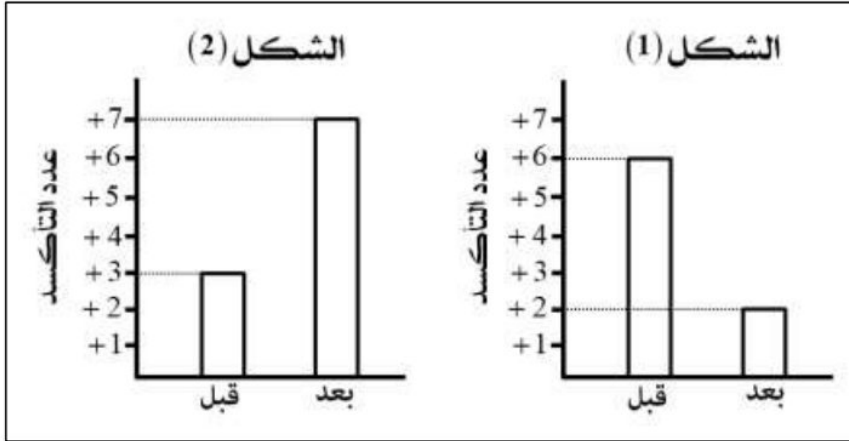 الشكل (1)
عدد التأكسد
+7
+6
+5
+4
+3
+2
+1
قبل
بعد
الشكل (2)
عدد التأكسد
+7
+6
+5
+4
+3
+2
+1
قبل
بعد